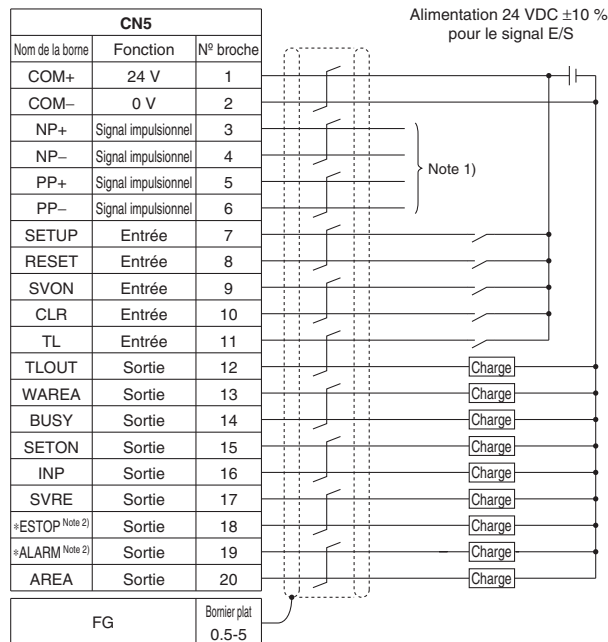 Alimentation 24 VDC ±10 %
pour le signal E/S
CN5
Nom de la borne Fonction Nº broche
COM+ 24 V 1
COM− 0 V 2
NP+ Signal impulsionnel 3
NP− Signal impulsionnel 4
PP+ Signal impulsionnel 5
PP− Signal impulsionnel 6
Note 1)
SETUP Entrée 7
RESET Entrée 8
SVON Entrée 9
CLR Entrée 10
TL Entrée 11
TLOUT Sortie 12 Charge
WAREA Sortie 13 Charge
BUSY Sortie 14 Charge
SETON Sortie 15 Charge
INP Sortie 16 Charge
SVRE Sortie 17 Charge
*ESTOP Note 2) Sortie 18 Charge
*ALARM Note 2) Sortie 19 Charge
AREA Sortie 20 Charge
FG Bornier plat
0.5-5